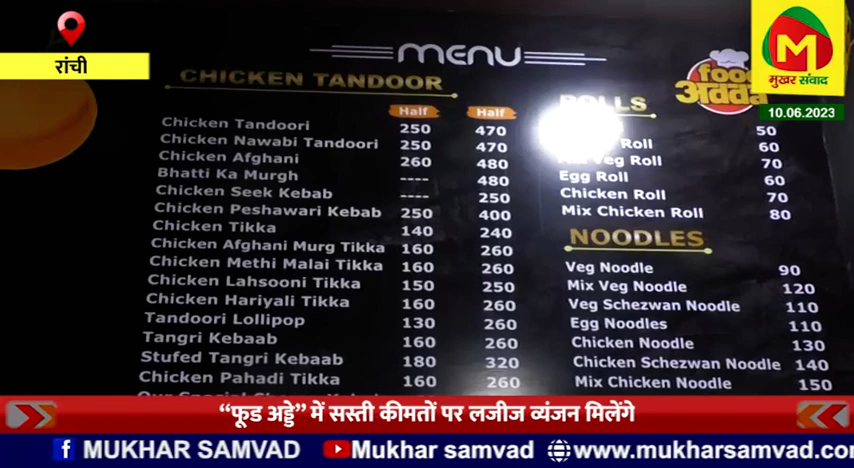 रांची
MENU
food
अड्डा
M
मुखर संवाद
10.06.2023
CHICKEN TANDOOR
Half Half
Chicken Tandoori 250 470
Chicken Nawabi Tandoori 250 470
Chicken Afghani 260 480
Bhatti Ka Murgh ---- 480
Chicken Seek Kebab ---- 250
Chicken Peshawari Kebab 250 400
Chicken Tikka 140 240
Chicken Afghani Murg Tikka 160 260
Chicken Methi Malai Tikka 160 260
Chicken Lahsooni Tikka 150 250
Chicken Hariyali Tikka 160 260
Tandoori Lollipop 130 260
Tangri Kebaab 160 260
Stufed Tangri Kebaab 180 320
Chicken Pahadi Tikka 160 260
ROLLS
50
Roll 60
Mix Veg Roll 70
Egg Roll 60
Chicken Roll 70
Mix Chicken Roll 80
NOODLES
Veg Noodle 90
Mix Veg Noodle 120
Veg Schezwan Noodle 110
Egg Noodles 110
Chicken Noodle 130
Chicken Schezwan Noodle 140
Mix Chicken Noodle 150
“फूड अड्डे” में सस्ती कीमतों पर लजीज व्यंजन मिलेंगे
MUKHAR SAMVAD Mukhar samvad www.mukharsamvad.com